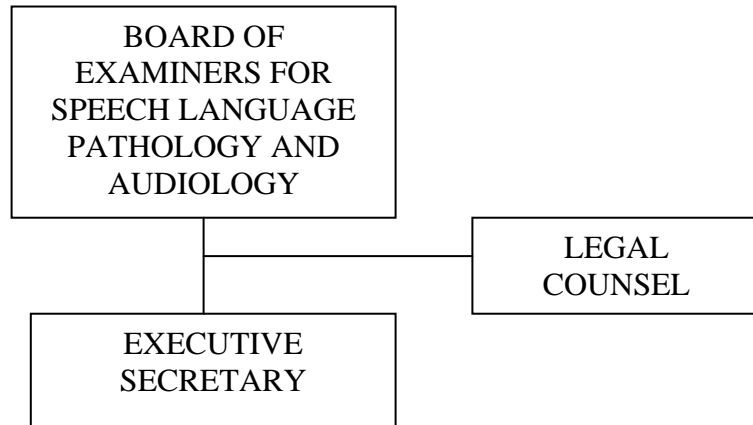 BOARD OF
EXAMINERS FOR
SPEECH LANGUAGE
PATHOLOGY AND
AUDIOLOGY
LEGAL
COUNSEL
EXECUTIVE
SECRETARY